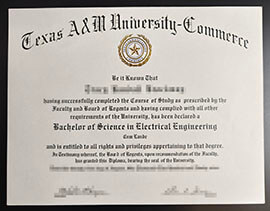 Texas A&M University-Commerce
Be it Known That
having successfully completed the Course of Study as prescribed by the
Faculty and Board of Regents and having complied with all other
requirements of the University, has been declared a
Bachelor of Science in Electrical Engineering
Cum Laude
and is entitled to all rights and privileges appertaining to that degree.
In Testimony whereof, the Board of Regents, upon recommendation of the Faculty,
has granted this Diploma, bearing the seal of the University.